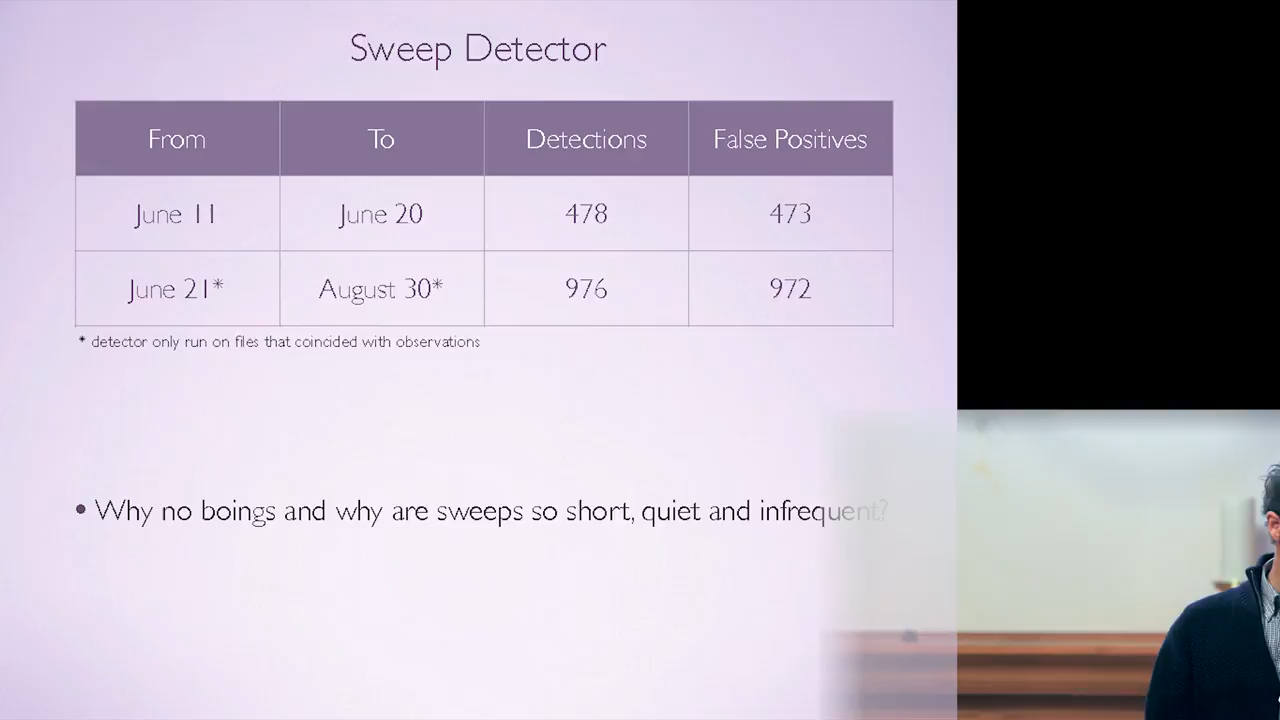 Sweep Detector
From To Detections False Positives
June 11 June 20 478 473
June 21* August 30* 976 972
* detector only run on files that coincided with observations
• Why no boings and why are sweeps so short, quiet and infrequent?